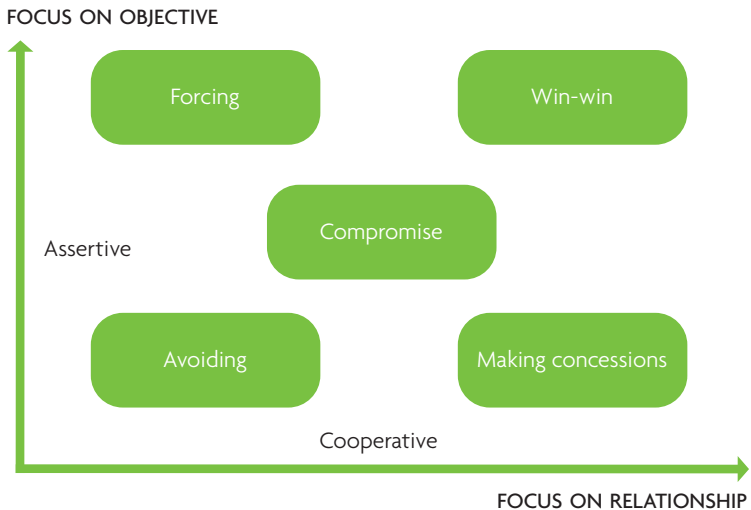 FOCUS ON OBJECTIVE
Forcing
Win-win
Compromise
Assertive
Avoiding
Making concessions
Cooperative
FOCUS ON RELATIONSHIP